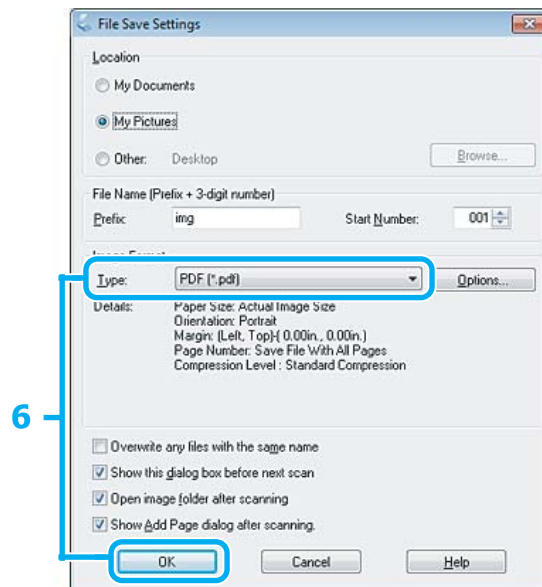 File Save Settings
Location
My Documents
My Pictures
Other: Desktop Browse...
File Name (Prefix + 3-digit number)
Prefix: img Start Number: 001
Image Format
Type: PDF (*.pdf) Options...
Details: Paper Size: Actual Image Size
Orientation: Portrait
Margin: (Left, Top)-( 0.00in., 0.00in.)
Page Number: Save File With All Pages
Compression Level : Standard Compression
6
Overwrite any files with the same name
Show this dialog box before next scan
Open image folder after scanning
Show Add Page dialog after scanning.
OK Cancel Help